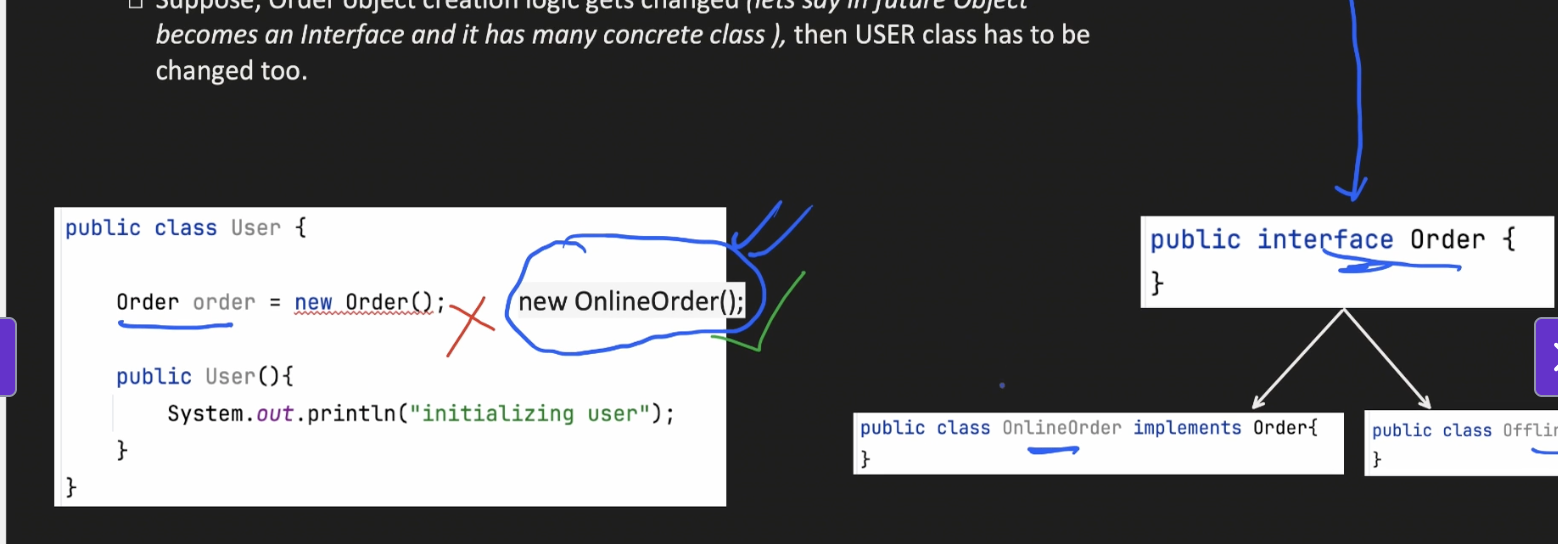 Suppose, Order object creation logic gets changed (lets say in future Object
becomes an Interface and it has many concrete class ), then USER class has to be
changed too.
public class User {
Order order = new Order();
new OnlineOrder();
public User(){
System.out.println("initializing user");
}
}
public interface Order {
}
public class OnlineOrder implements Order{
}
public class
}